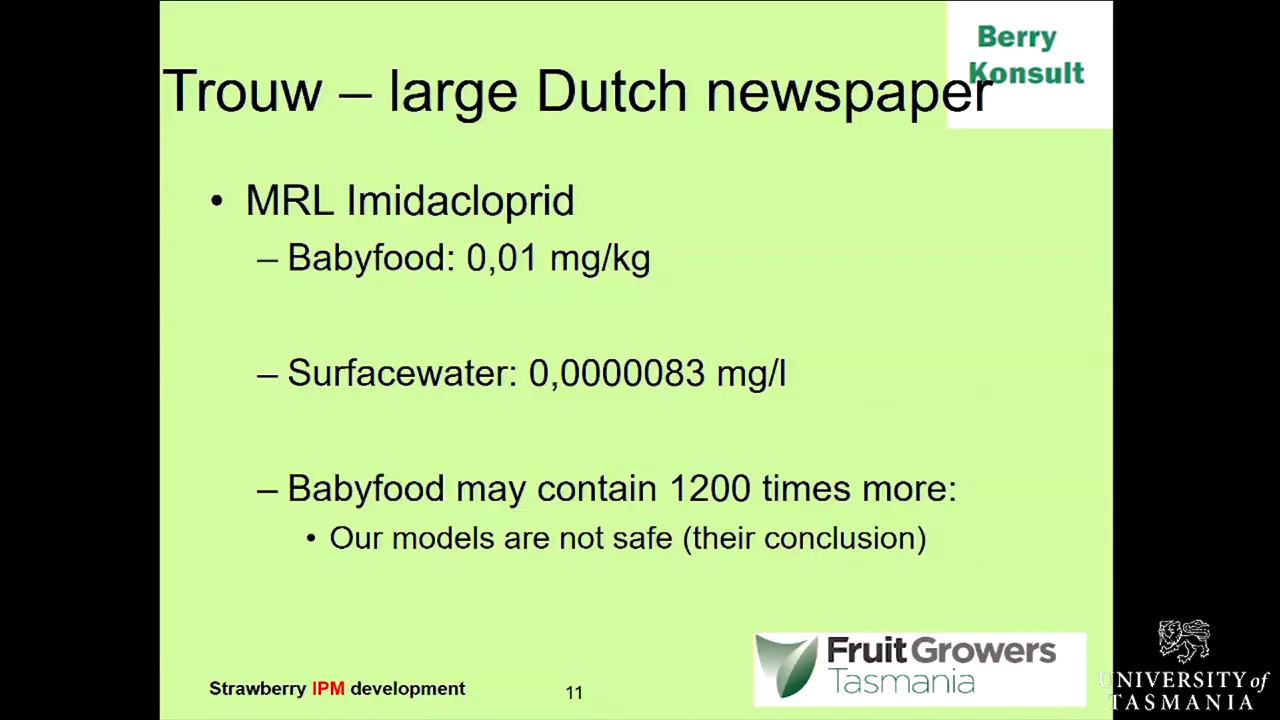 Berry
Konsult
Trouw – large Dutch newspaper
• MRL Imidacloprid
– Babyfood: 0,01 mg/kg
– Surfacewater: 0,0000083 mg/l
– Babyfood may contain 1200 times more:
• Our models are not safe (their conclusion)
Fruit Growers
Tasmania
Strawberry IPM development
11
UNIVERSITY of
TASMANIA